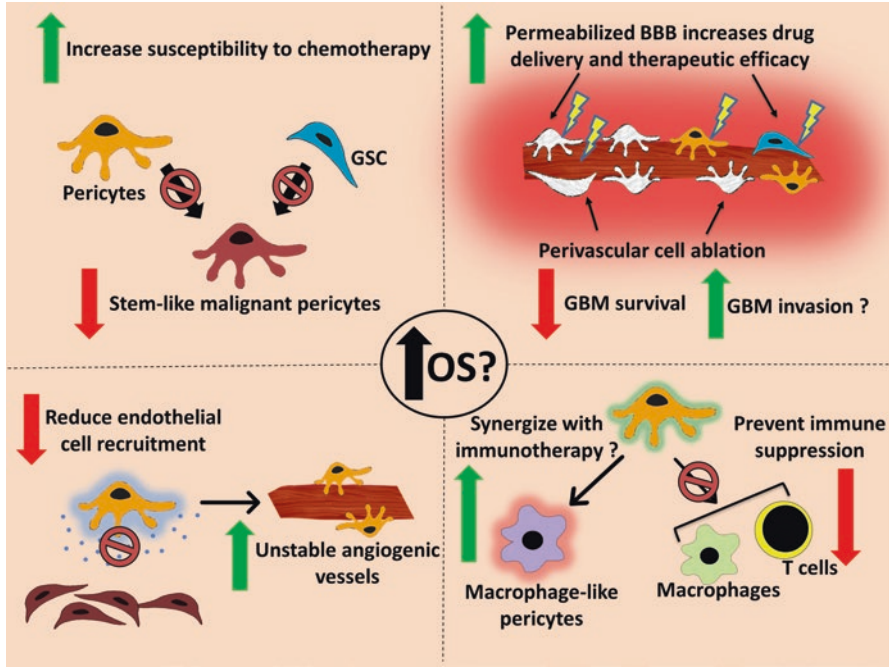 Increase susceptibility to chemotherapy
Pericytes
GSC
Stem-like malignant pericytes
Permeabilized BBB increases drug
delivery and therapeutic efficacy
Perivascular cell ablation
GBM survival
GBM invasion ?
OS?
Reduce endothelial
cell recruitment
Unstable angiogenic
vessels
Synergize with
immunotherapy ?
Prevent immune
suppression
Macrophage-like
pericytes
Macrophages
T cells